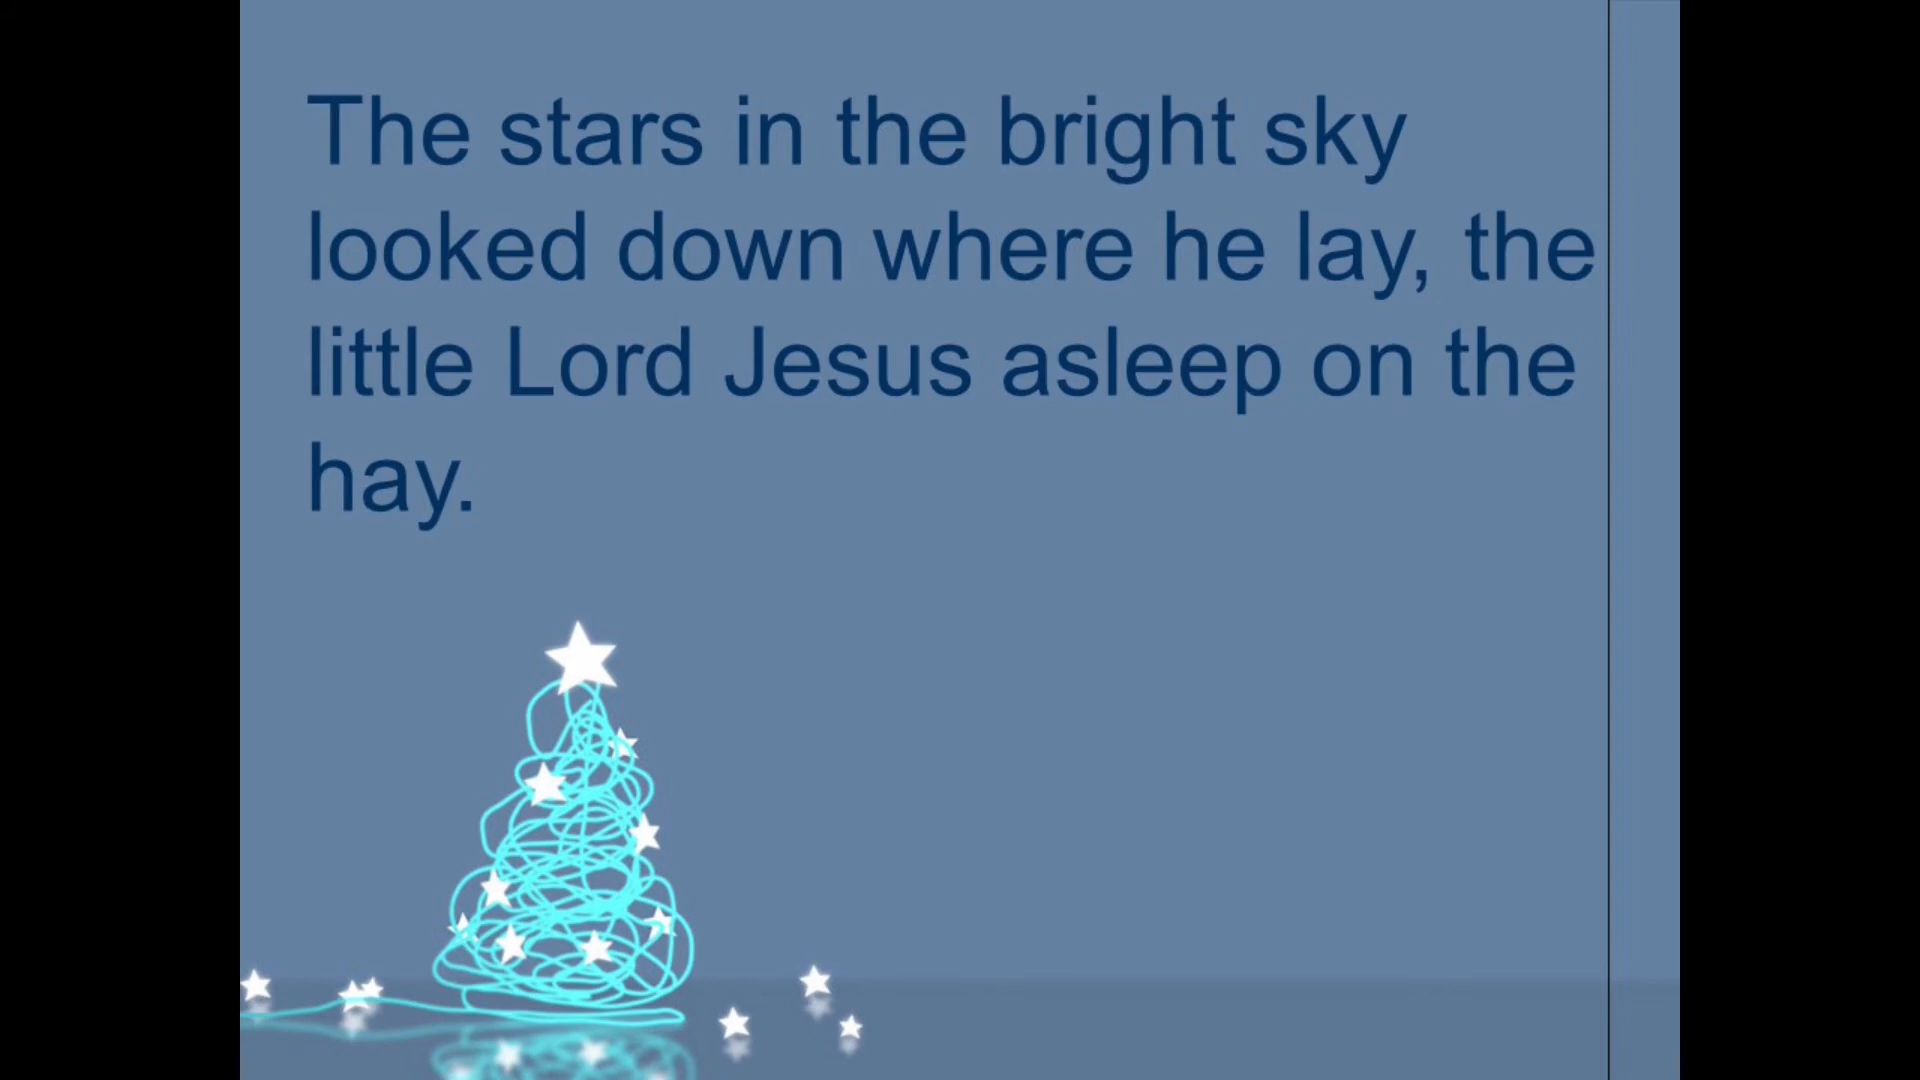 The stars in the bright sky
looked down where he lay, the
little Lord Jesus asleep on the
hay.